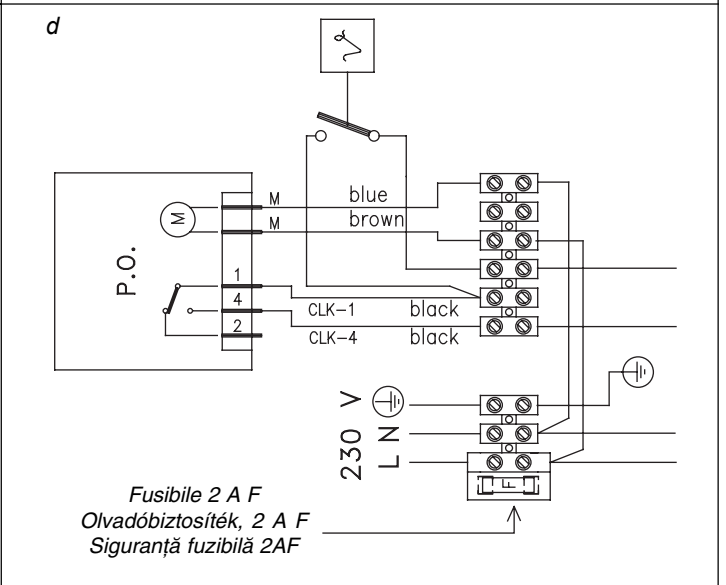 d
M
blue
M
brown
M
P.O.
1
4
CLK-1
black
2
CLK-4
black
230 V
L N
F
Fusibile 2 A F
Olvadóbiztosíték, 2 A F
Siguranță fuzibilă 2AF